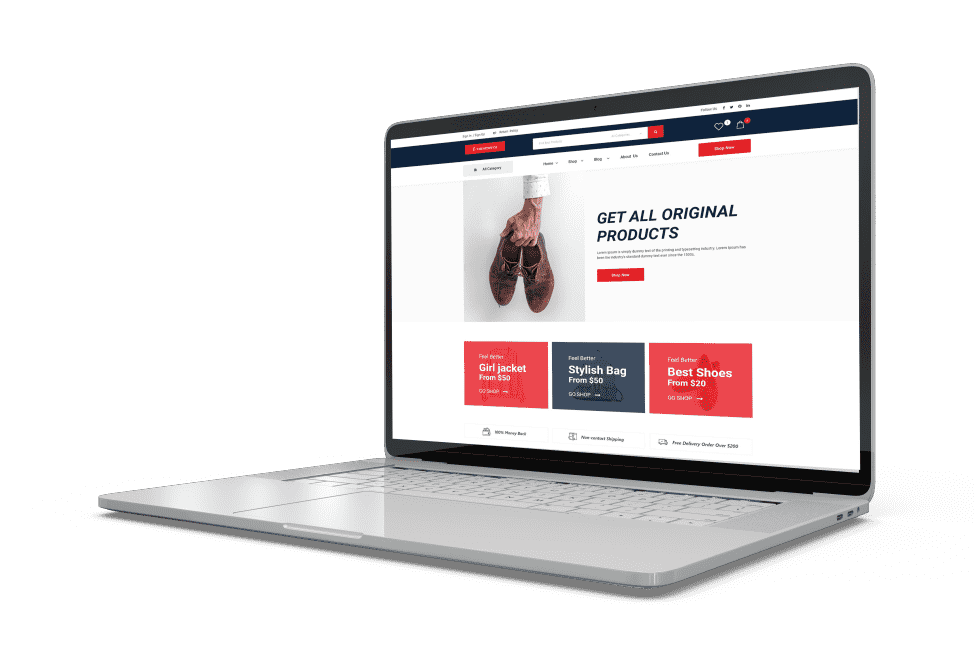 Follow Us
Sign In / Sign Up
Return Policy
All Category
Home
Shop
Blog
About Us
Contact Us
Shop Now
GET ALL ORIGINAL
PRODUCTS
Lorem Ipsum is simply dummy text of the printing and typesetting industry. Lorem Ipsum has
been the industry's standard dummy text ever since the 1500s,
Shop Now
Feel Better
Girl jacket
From $50
GO SHOP
Feel Better
Stylish Bag
From $50
GO SHOP
Feel Better
Best Shoes
From $20
GO SHOP
100% Money Back
Non-contact Shipping
Free Delivery Order Over $200